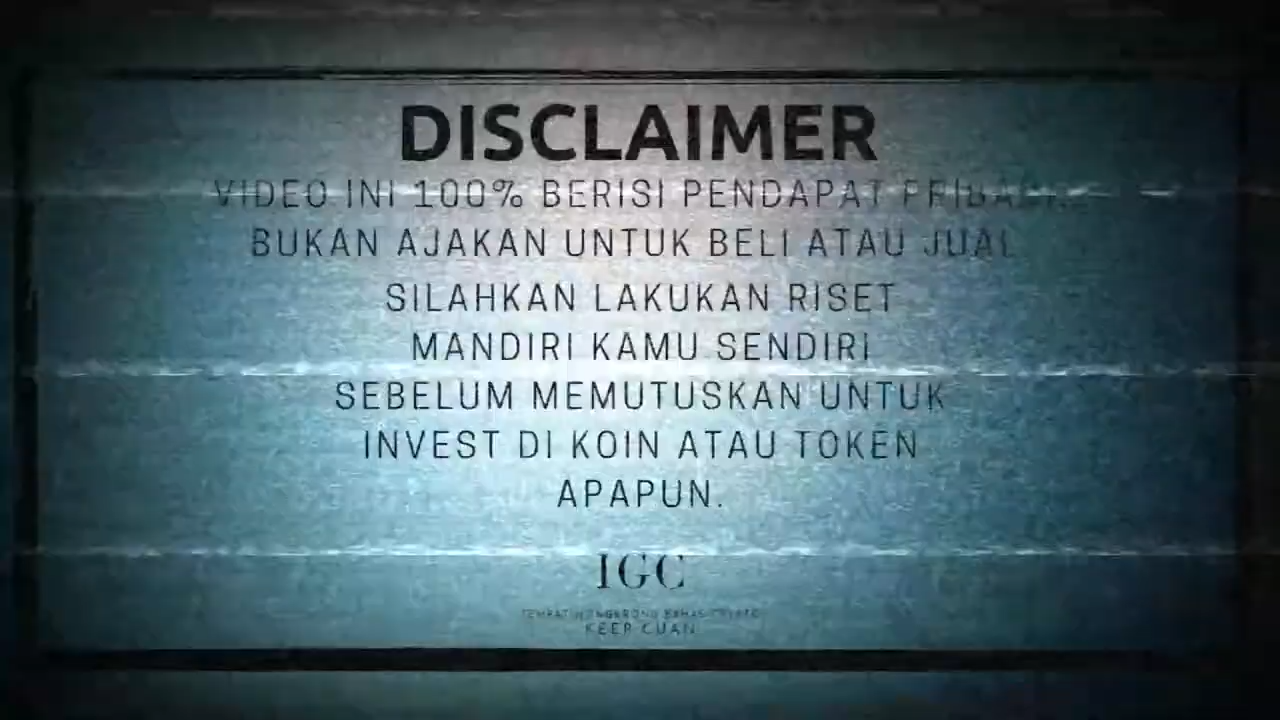 DISCLAIMER
VIDEO INI 100% BERISI PENDAPAT PRIBADI
BUKAN AJAKAN UNTUK BELI ATAU JUAL
SILAHKAN LAKUKAN RISET
MANDIRI KAMU SENDIRI
SEBELUM MEMUTUSKAN UNTUK
INVEST DI KOIN ATAU TOKEN
APAPUN.
IGC
KEEP CUAN